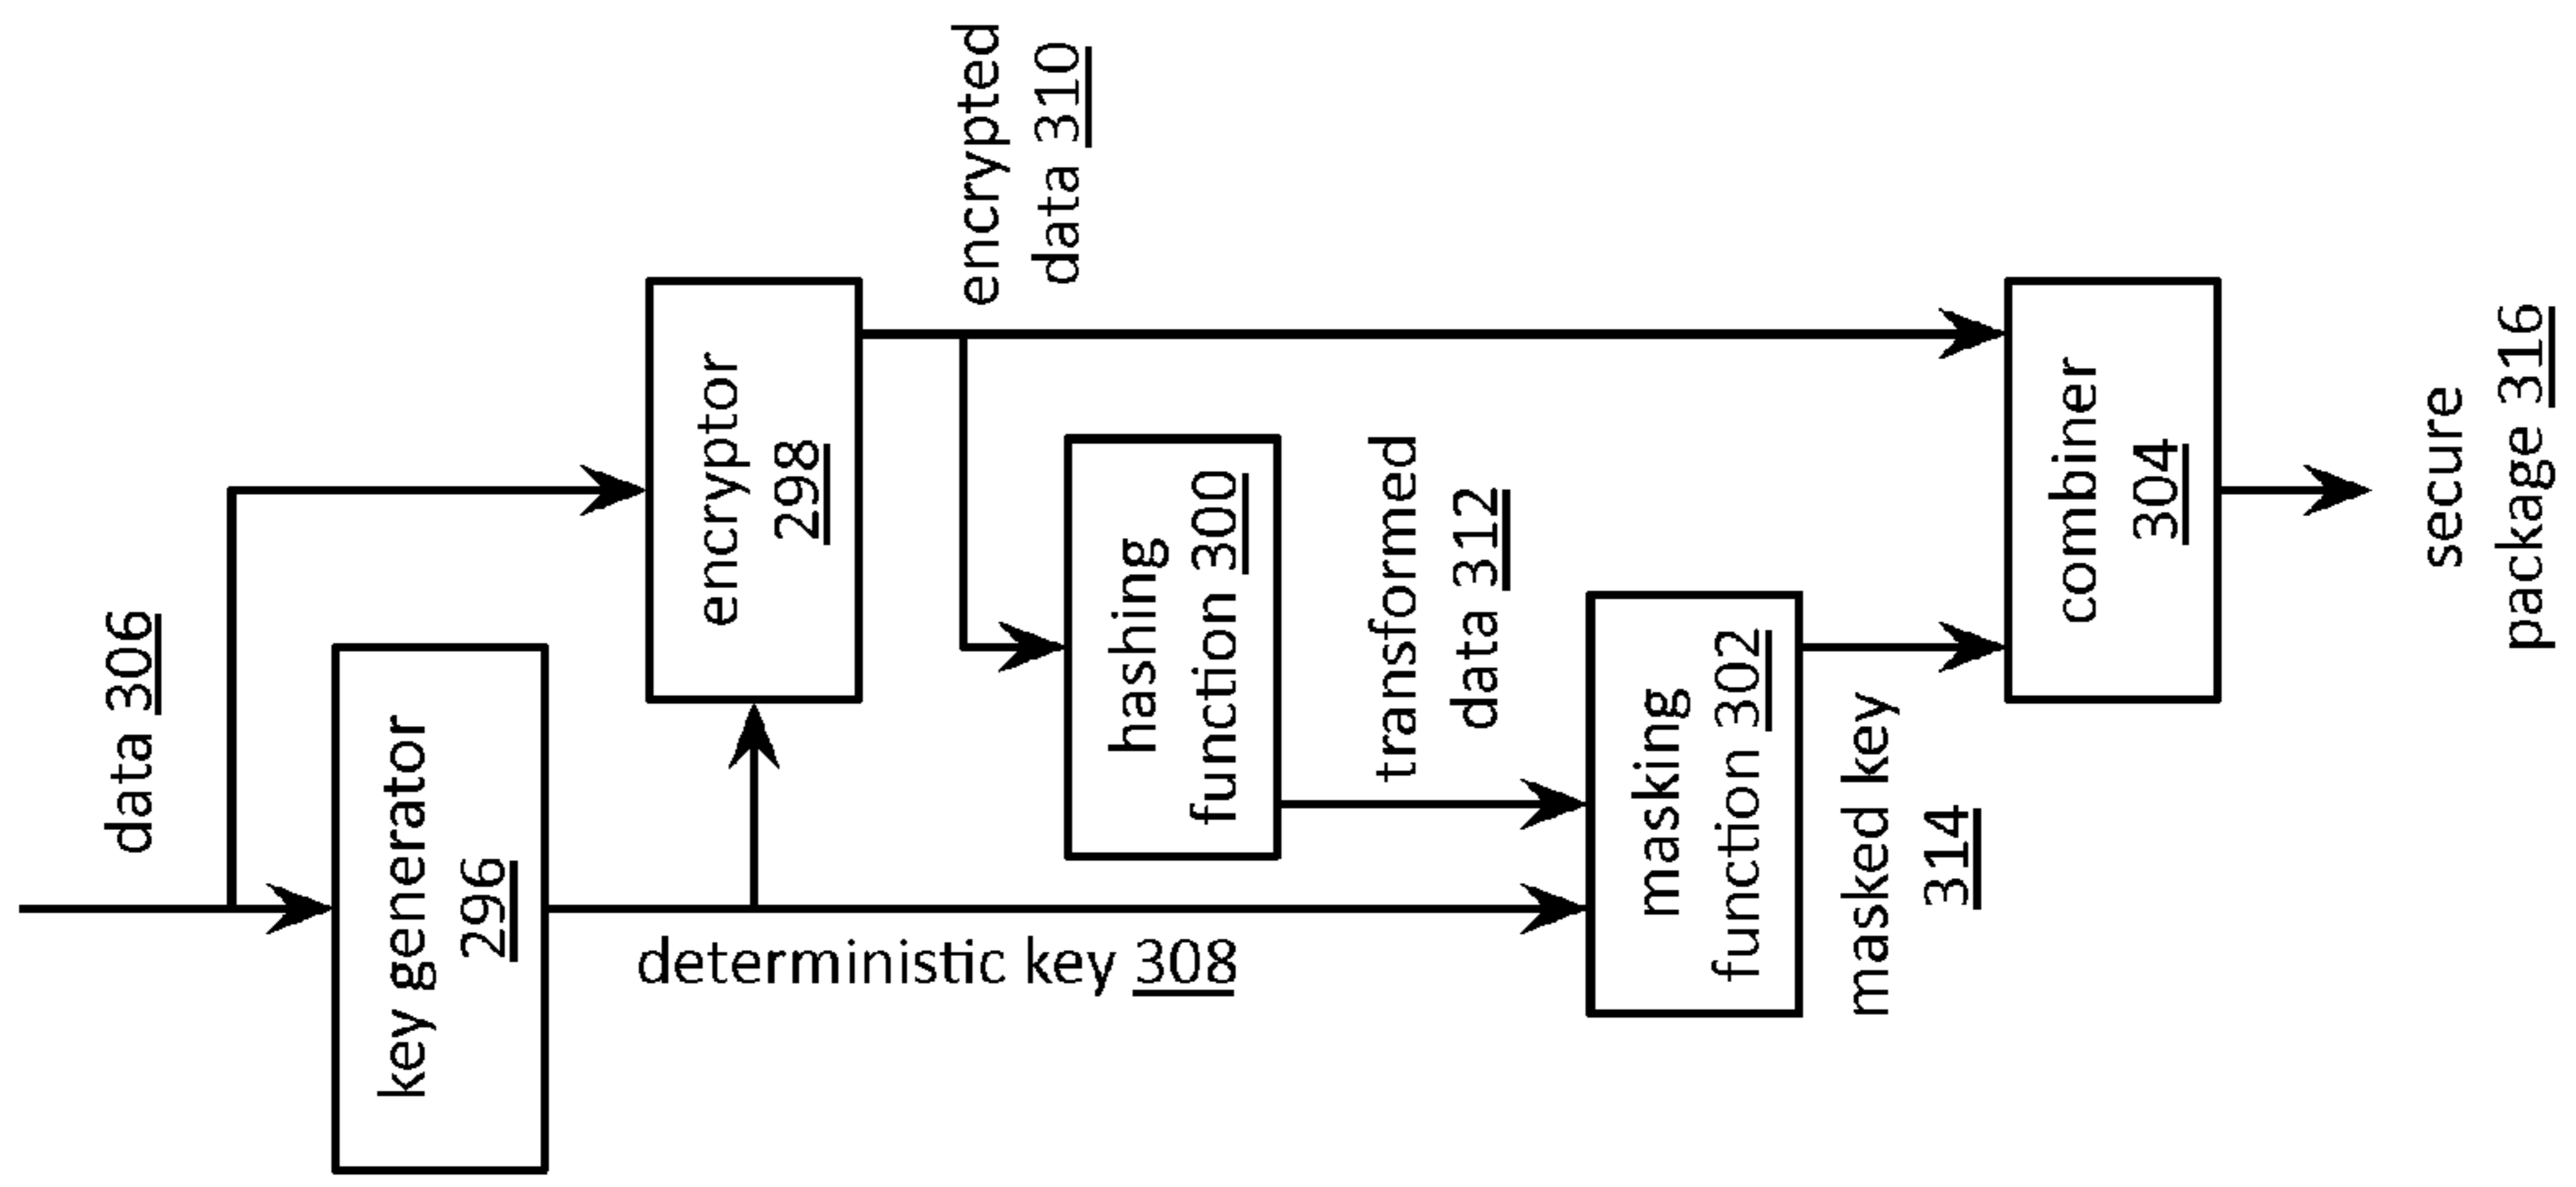 data 306
key generator
296
deterministic key 308
encryptor
298
encrypted
data 310
hashing
function 300
transformed
data 312
masking
function 302
masked key
314
combiner
304
secure
package 316